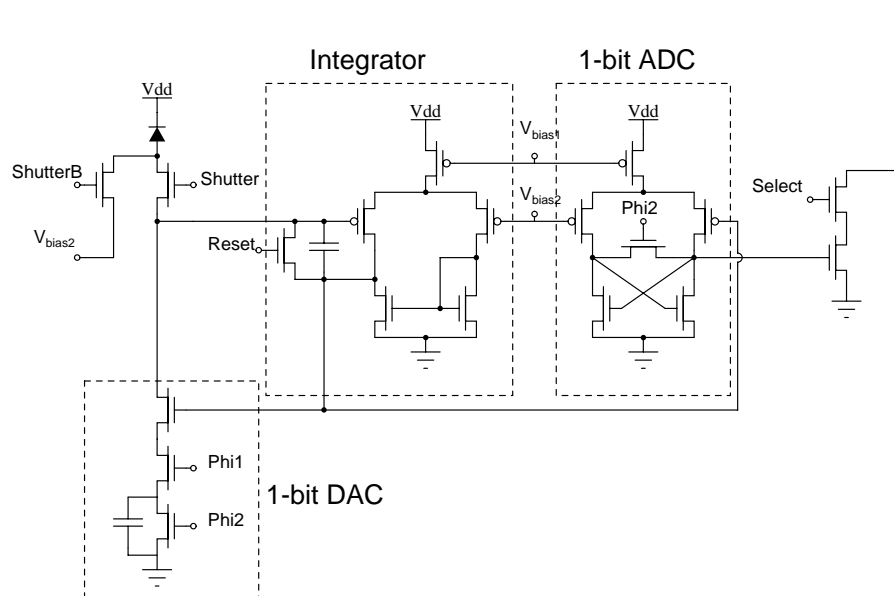 Integrator
1-bit ADC
Vdd
Vdd
Vdd
Vbias1
ShutterB
Shutter
Select
Vbias2
Phi2
Vbias2
Reset
Phi1
1-bit DAC
Phi2